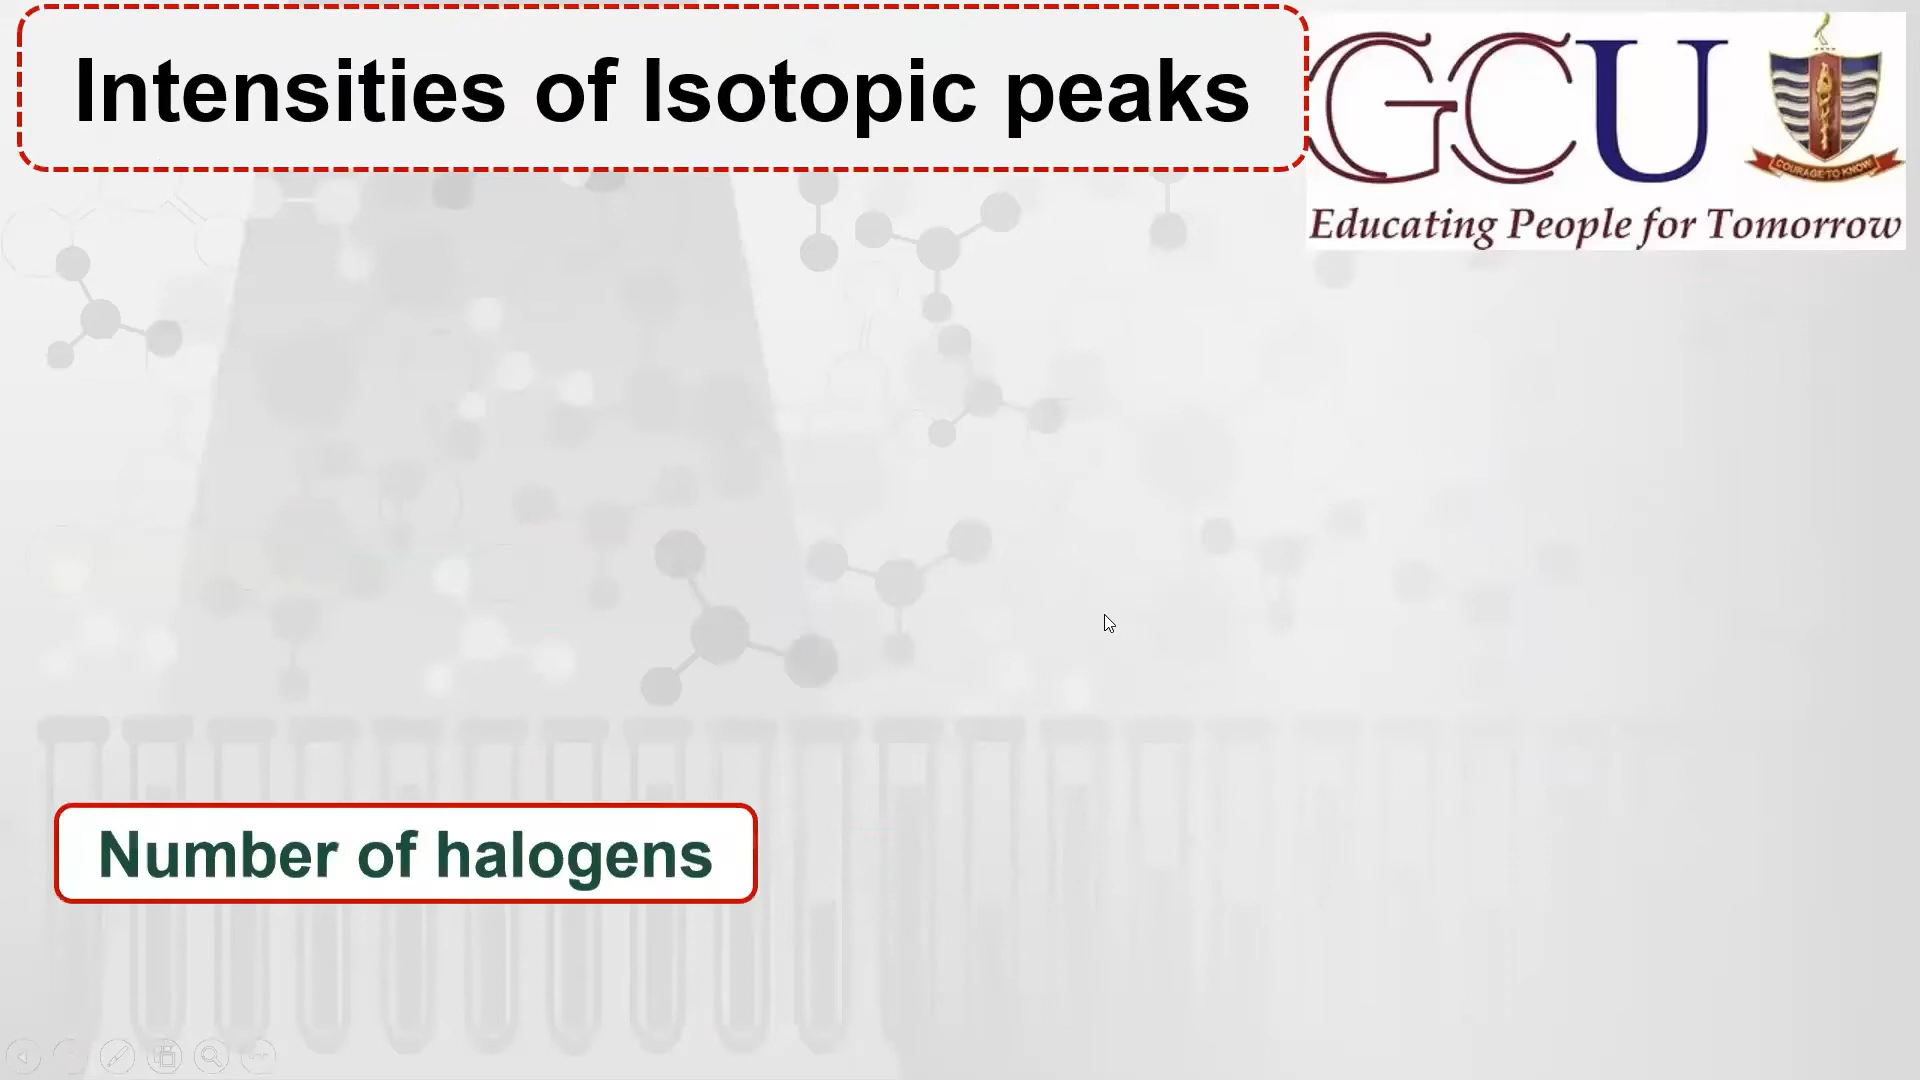 Intensities of Isotopic peaks
GCU
COURAGE TO KNOW
Educating People for Tomorrow
Number of halogens